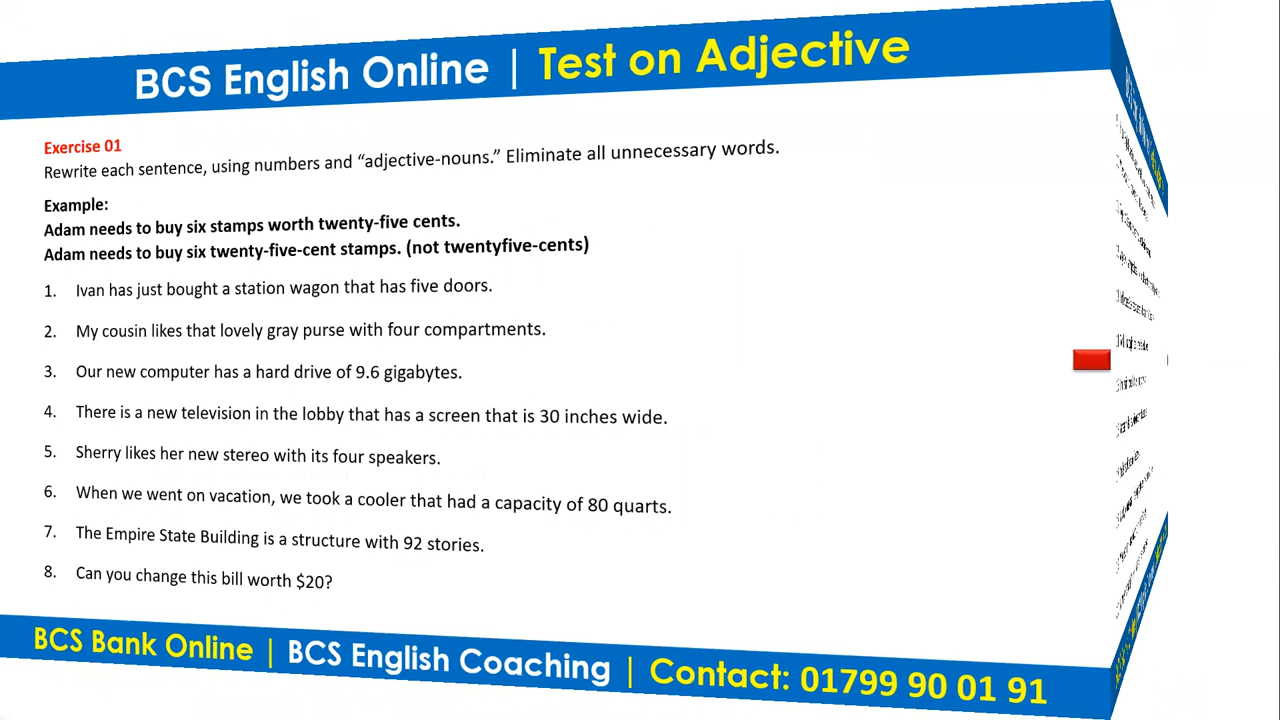 BCS English Online | Test on Adjective
Exercise 01
Rewrite each sentence, using numbers and “adjective-nouns.” Eliminate all unnecessary words.
Example:
Adam needs to buy six stamps worth twenty-five cents.
Adam needs to buy six twenty-five-cent stamps. (not twentyfive-cents)
1. Ivan has just bought a station wagon that has five doors.
2. My cousin likes that lovely gray purse with four compartments.
3. Our new computer has a hard drive of 9.6 gigabytes.
4. There is a new television in the lobby that has a screen that is 30 inches wide.
5. Sherry likes her new stereo with its four speakers.
6. When we went on vacation, we took a cooler that had a capacity of 80 quarts.
7. The Empire State Building is a structure with 92 stories.
8. Can you change this bill worth $20?
BCS Bank Online | BCS English Coaching | Contact: 01799 90 01 91